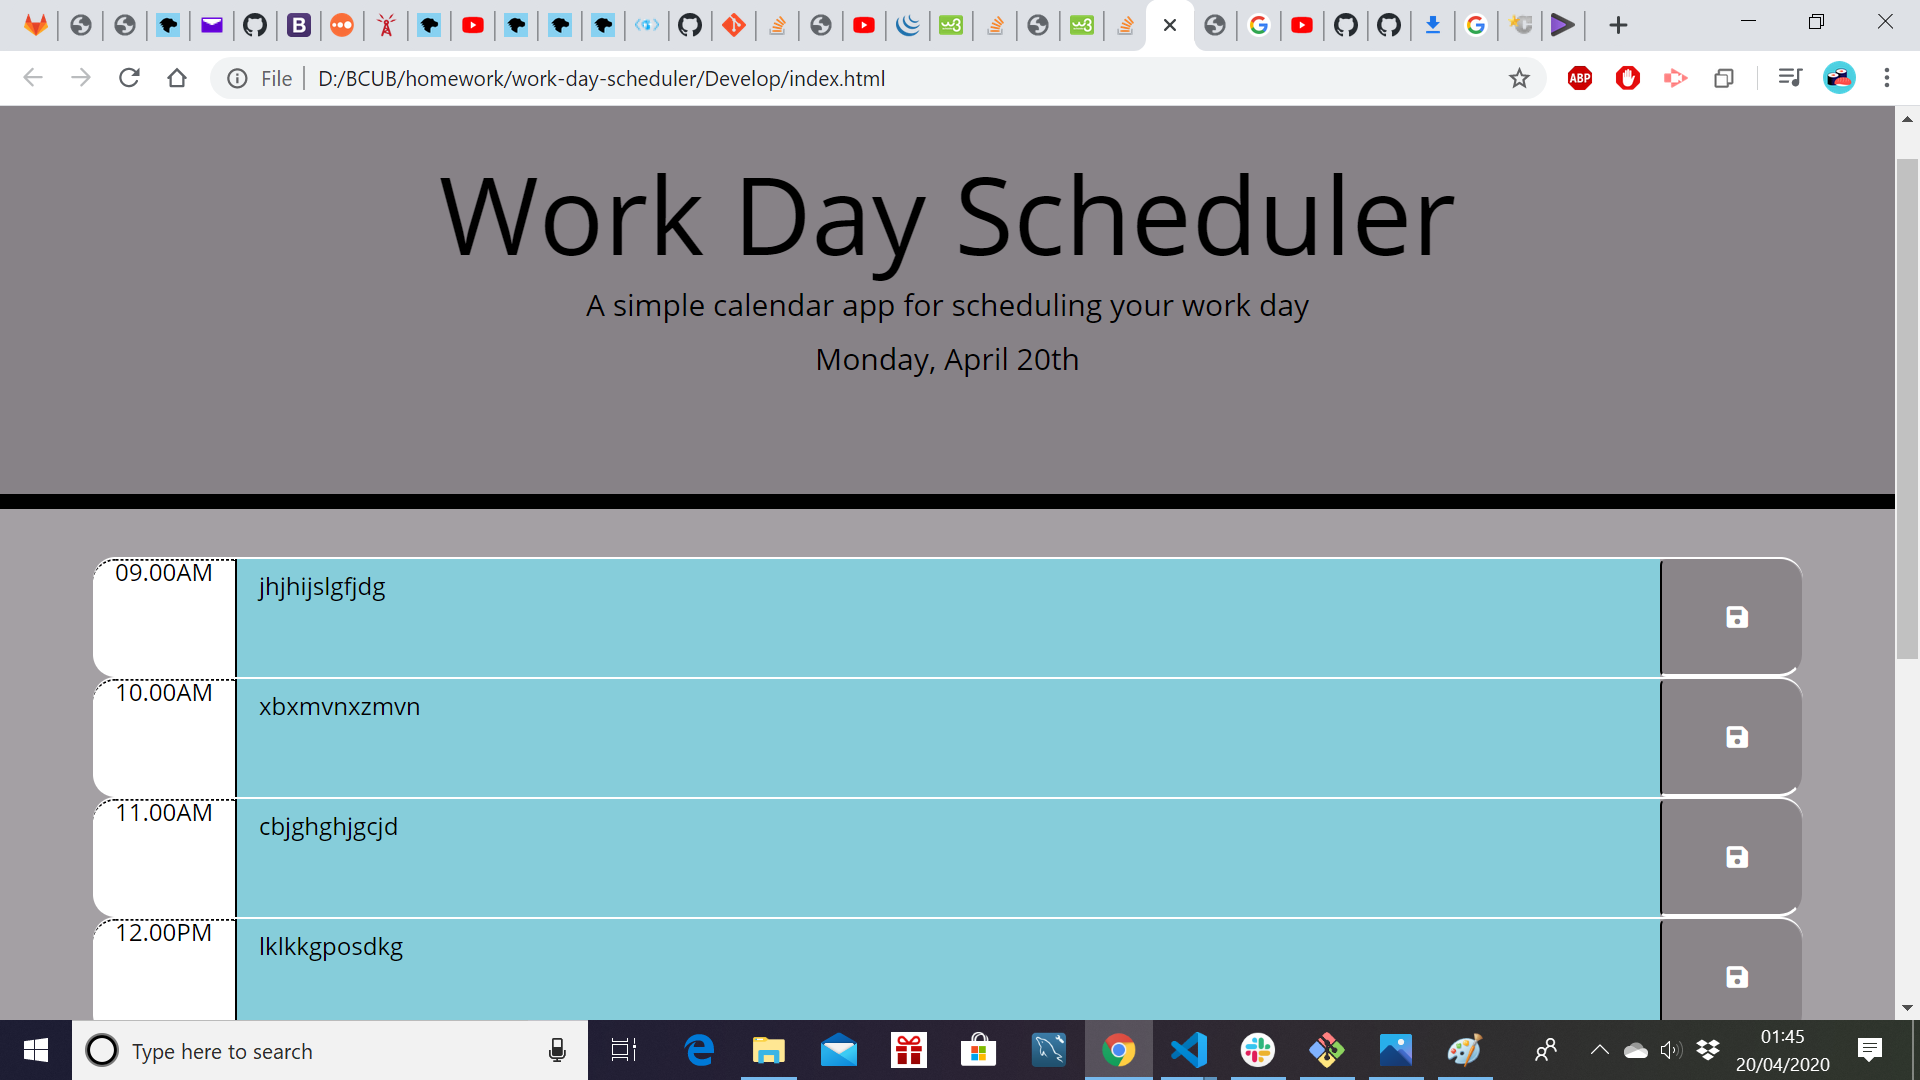 File
D:/BCUB/homework/work-day-scheduler/Develop/index.html
ABP
Work Day Scheduler
A simple calendar app for scheduling your work day
Monday, April 20th
09.00AM
jhjhijslgfjdg
10.00AM
xbxmvnxzmvn
11.00AM
cbjghghjgcjd
12.00PM
lklkkgposdkg
Type here to search
01:45
20/04/2020